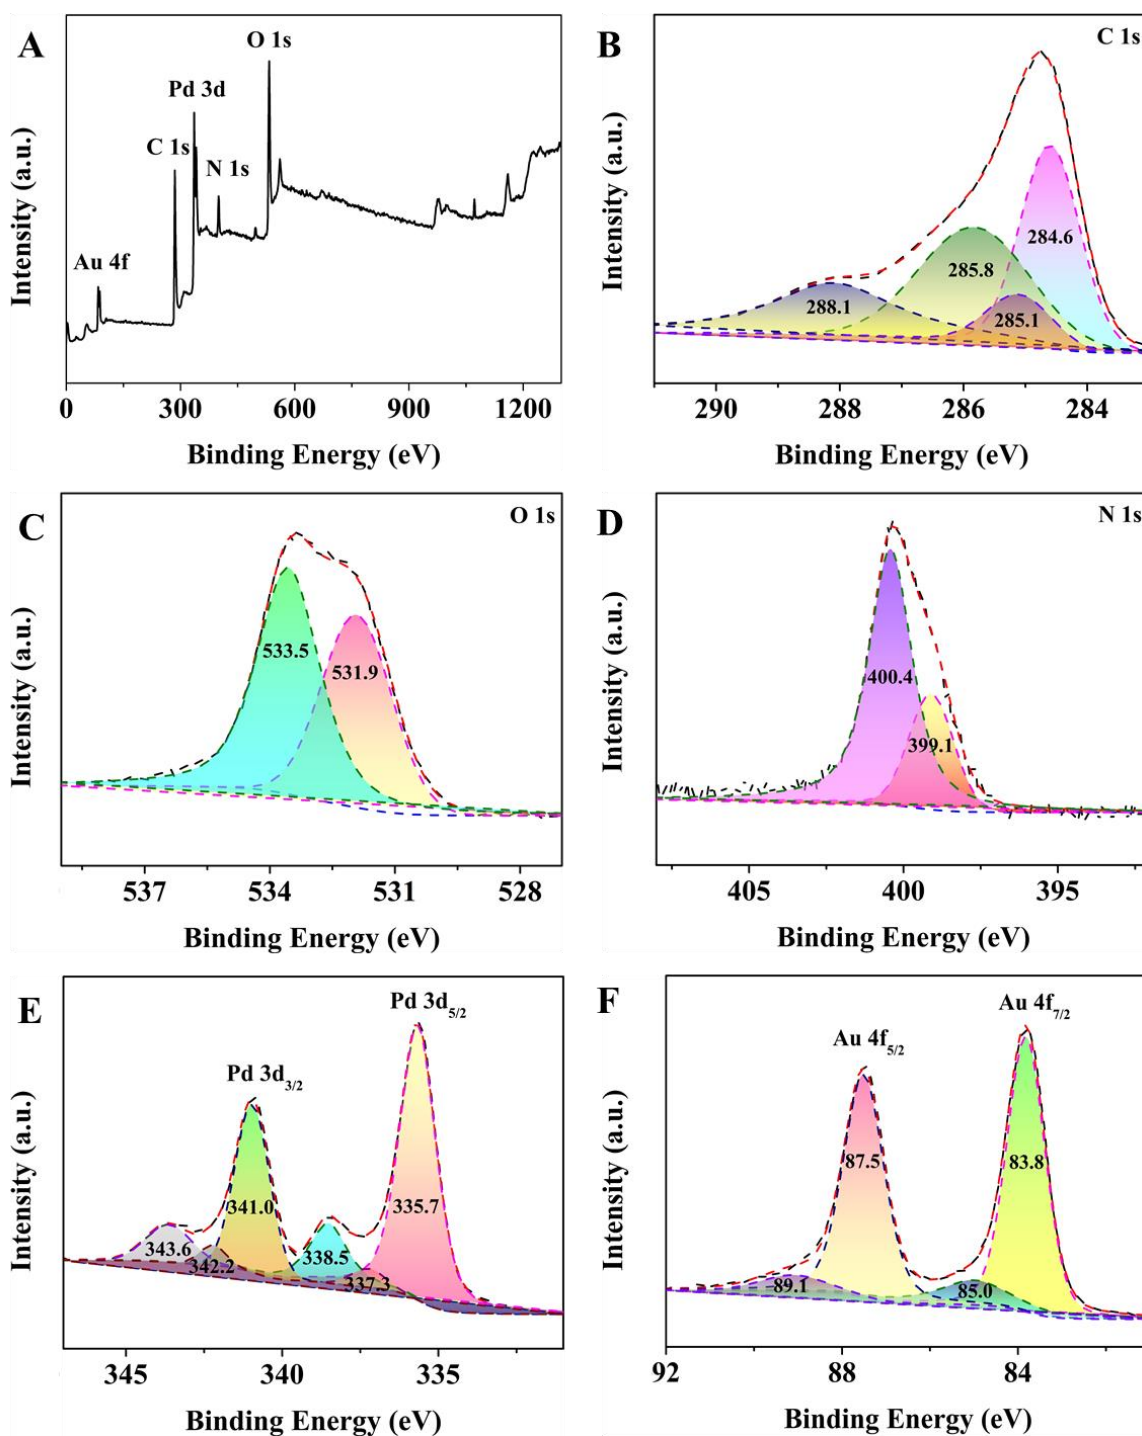 A
O 1s
Pd 3d
C 1s
N 1s
Au 4f
Intensity (a.u.)
0 300 600 900 1200
Binding Energy (eV)
B
C 1s
284.6
285.8
288.1
285.1
Intensity (a.u.)
290 288 286 284
Binding Energy (eV)
C
O 1s
533.5
531.9
Intensity (a.u.)
537 534 531 528
Binding Energy (eV)
D
N 1s
400.4
399.1
Intensity (a.u.)
405 400 395
Binding Energy (eV)
E
Pd 3d5/2
Pd 3d3/2
341.0
335.7
343.6
342.2
338.5
337.3
Intensity (a.u.)
345 340 335
Binding Energy (eV)
F
Au 4f7/2
Au 4f5/2
87.5
83.8
89.1
85.0
Intensity (a.u.)
92 88 84
Binding Energy (eV)